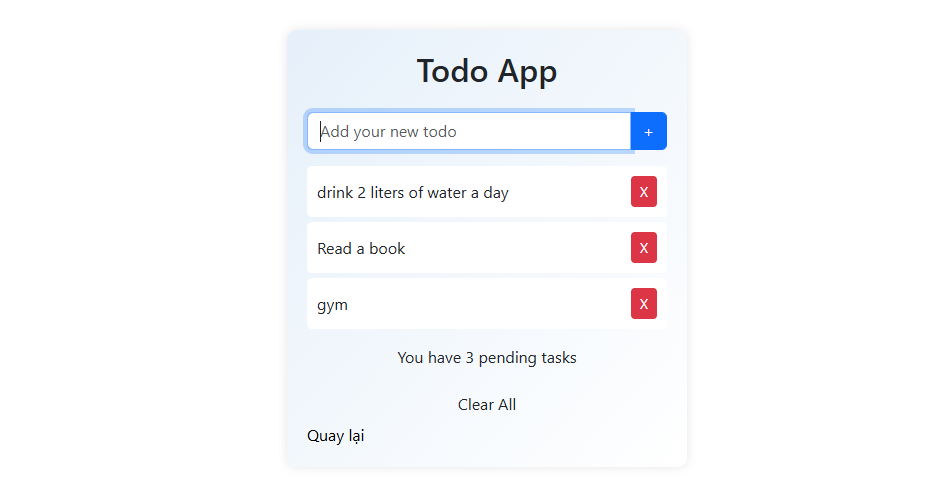 Todo App
Add your new todo
+
drink 2 liters of water a day
X
Read a book
X
gym
X
You have 3 pending tasks
Clear All
Quay lại